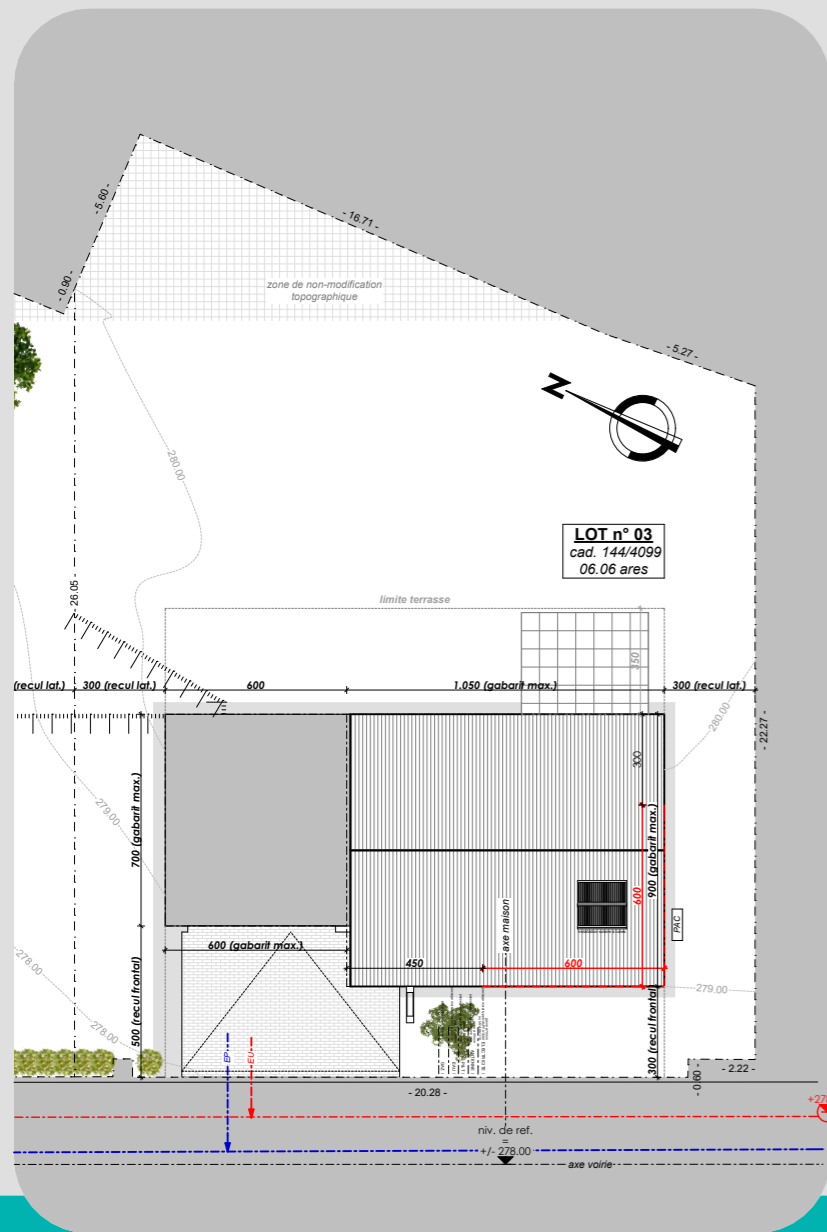 - 5.60 -
- 16.71 -
- 0.90 -
zone de non-modification
topographique
- 5.27 -
N
280.00
LOT n° 03
cad. 144/4099
06.06 ares
- 26.05 -
limite terrasse
350
(recul lat.)
300 (recul lat.)
600
1.050 (gabarit max.)
300 (recul lat.)
280.00
- 22.27 -
300
279.00
700 (gabarit max.)
900 (gabarit max.)
600
axe maison
PAC
600 (gabarit max.)
450
600
278.00
278.00
279.00
500 (recul frontal)
300 (recul frontal)
EP
EU
- 2.22 -
- 0.60 -
- 20.28 -
niv. de ref.
=
+/- 278.00
axe voirie